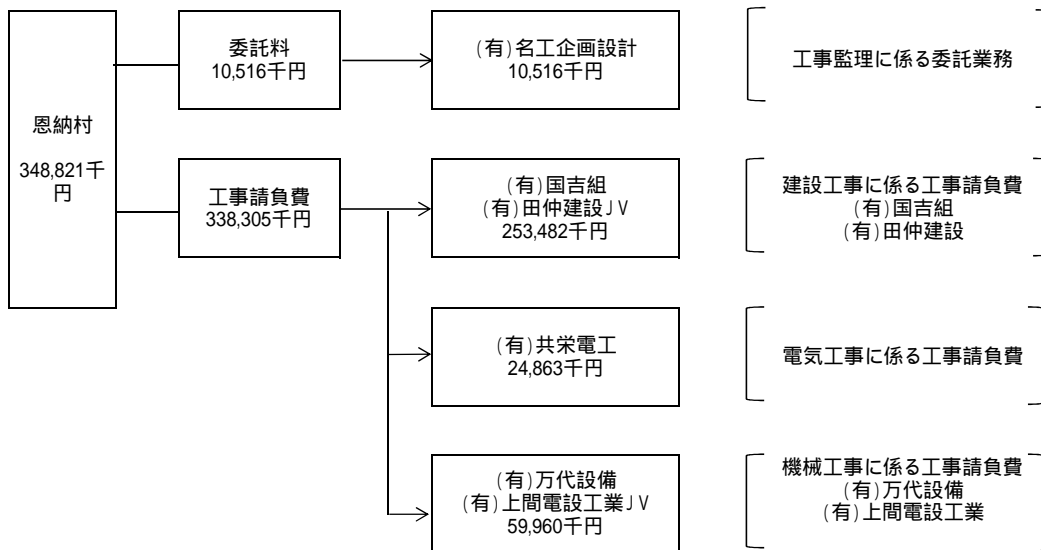 恩納村
348,821千
円
委託料
10,516千円
(有)名工企画設計
10,516千円
工事監理に係る委託業務
工事請負費
338,305千円
(有)国吉組
(有)田仲建設JV
253,482千円
建設工事に係る工事請負費
(有)国吉組
(有)田仲建設
(有)共栄電工
24,863千円
電気工事に係る工事請負費
(有)万代設備
(有)上間電設工業JV
59,960千円
機械工事に係る工事請負費
(有)万代設備
(有)上間電設工業